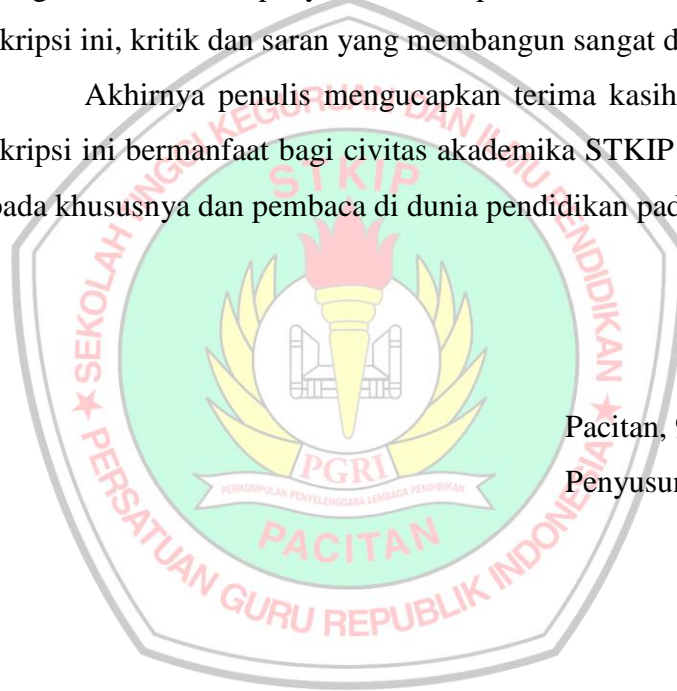 kripsi ini, kritik dan saran yang membangun sangat d
Akhirnya penulis mengucapkan terima kasih
kripsi ini bermanfaat bagi civitas akademika STKIP
pada khususnya dan pembaca di dunia pendidikan pad
Pacitan, 9
Penyusun
SEKOLAH TINGGI KEGURUAN DAN ILMU PENDIDIKAN
STKIP
PGRI
PERKUMPULAN PENYELENGGARA LEMBAGA PENDIDIKAN
PACITAN
PERSATUAN GURU REPUBLIK INDONESIA